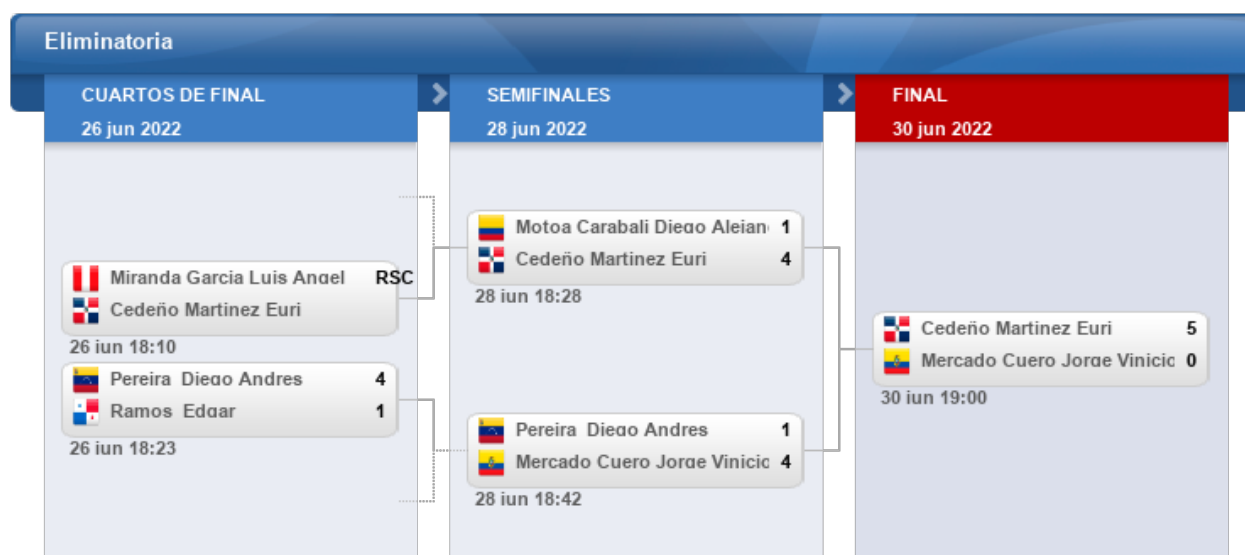 Eliminatoria
CUARTOS DE FINAL
26 jun 2022
Miranda Garcia Luis Angel RSC
Cedeño Martinez Euri
26 jun 18:10
Pereira Diego Andres 4
Ramos Edgar 1
26 jun 18:23
SEMIFINALES
28 jun 2022
Motoa Carabali Diego Alejan 1
Cedeño Martinez Euri 4
28 jun 18:28
Pereira Diego Andres 1
Mercado Cuero Jorge Vinicio 4
28 jun 18:42
FINAL
30 jun 2022
Cedeño Martinez Euri 5
Mercado Cuero Jorge Vinicio 0
30 jun 19:00